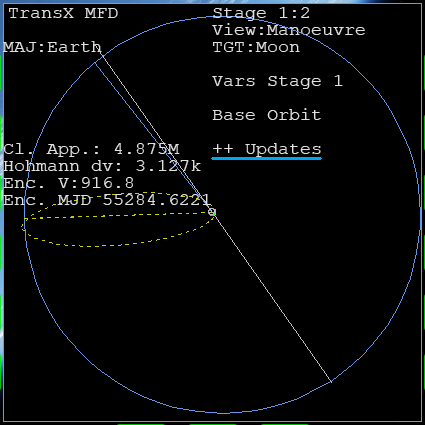 TransX MFD
Stage 1:2
View:Manoeuvre
MAJ:Earth
TGT:Moon
Vars Stage 1
Base Orbit
Cl. App.: 4.875M
++ Updates
Hohmann dv: 3.127k
Enc. V:916.8
Enc. MJD 55284.6221